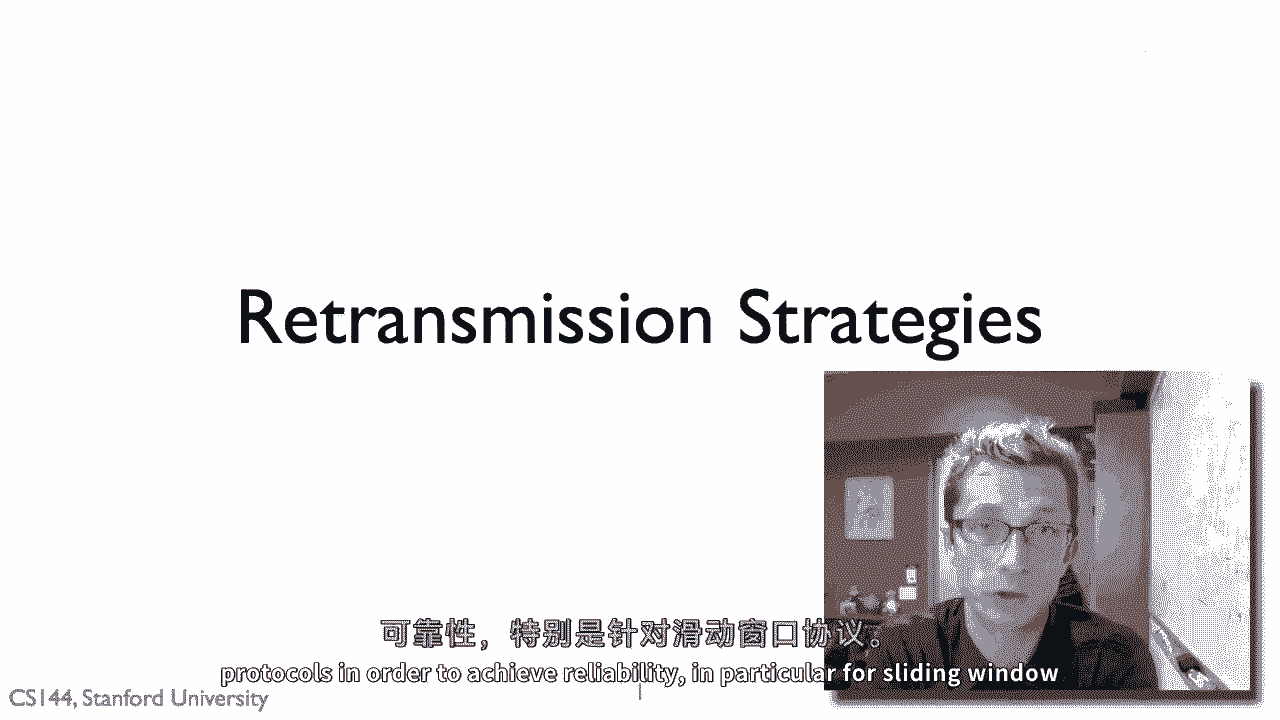 Retransmission Strategies
可靠性，特别是针对滑动窗口协议。
protocols in order to achieve reliability, in particular for sliding window
CS144, Stanford University
1